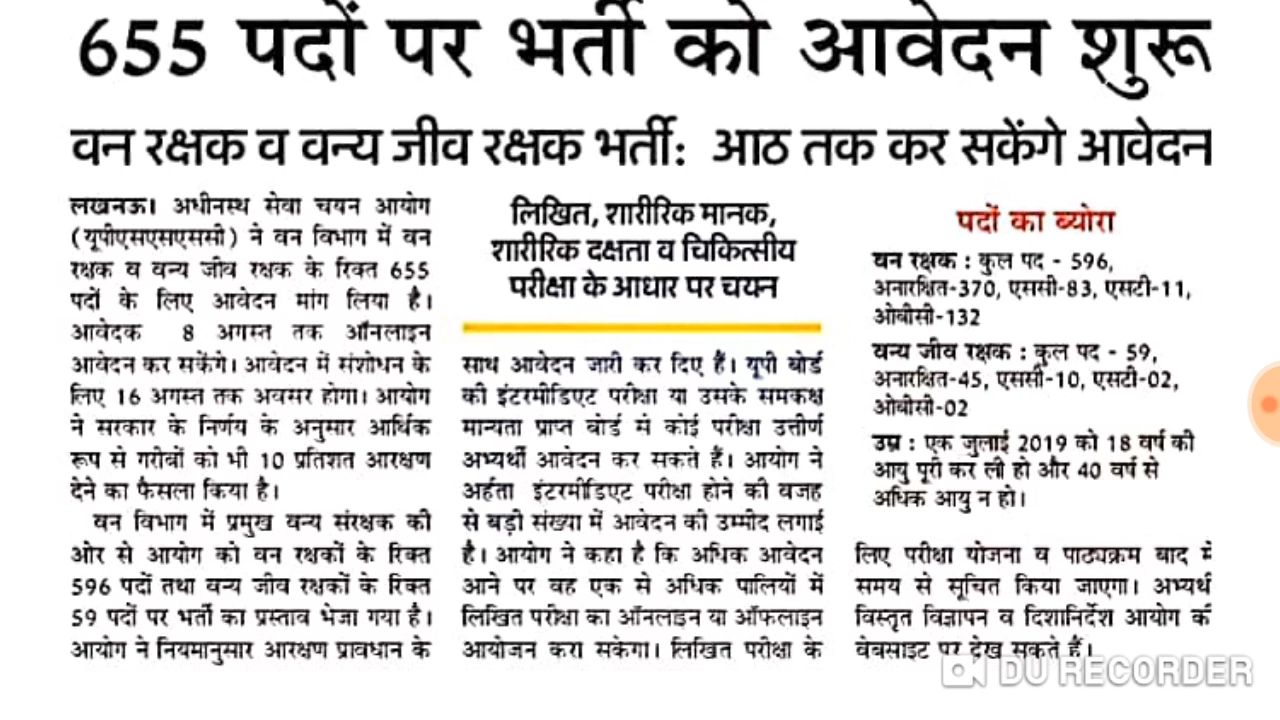 655 पदों पर भर्ती को आवेदन शुरू
वन रक्षक व वन्य जीव रक्षक भर्ती: आठ तक कर सकेंगे आवेदन
लखनऊ। अधीनस्थ सेवा चयन आयोग
(यूपीएसएसएससी) ने वन विभाग में वन
रक्षक व वन्य जीव रक्षक के रिक्त 655
पदों के लिए आवेदन मांग लिया है।
आवेदक 8 अगस्त तक ऑनलाइन
आवेदन कर सकेंगे। आवेदन में संशोधन के
लिए 16 अगस्त तक अवसर होगा। आयोग
ने सरकार के निर्णय के अनुसार आर्थिक
रूप से गरीबों को भी 10 प्रतिशत आरक्षण
देने का फैसला किया है।
वन विभाग में प्रमुख वन्य संरक्षक की
ओर से आयोग को वन रक्षकों के रिक्त
596 पदों तथा वन्य जीव रक्षकों के रिक्त
59 पदों पर भर्ती का प्रस्ताव भेजा गया है।
आयोग ने नियमानुसार आरक्षण प्रावधान के
लिखित, शारीरिक मानक,
शारीरिक दक्षता व चिकित्सीय
परीक्षा के आधार पर चयन
साथ आवेदन जारी कर दिए हैं। यूपी बोर्ड
की इंटरमीडिएट परीक्षा या उसके समकक्ष
मान्यता प्राप्त बोर्ड से कोई परीक्षा उत्तीर्ण
अभ्यर्थी आवेदन कर सकते हैं। आयोग ने
अर्हता इंटरमीडिएट परीक्षा होने की वजह
से बड़ी संख्या में आवेदन की उम्मीद लगाई
है। आयोग ने कहा है कि अधिक आवेदन
आने पर वह एक से अधिक पालियों में
लिखित परीक्षा का ऑनलाइन या ऑफलाइन
आयोजन करा सकेगा। लिखित परीक्षा के
पदों का ब्योरा
वन रक्षक : कुल पद - 596,
अनारक्षित-370, एससी-83, एसटी-11,
ओबीसी-132
वन्य जीव रक्षक : कुल पद - 59,
अनारक्षित-45, एससी-10, एसटी-02,
ओबीसी-02
उम्र : एक जुलाई 2019 को 18 वर्ष की
आयु पूरी कर ली हो और 40 वर्ष से
अधिक आयु न हो।
लिए परीक्षा योजना व पाठ्यक्रम बाद में
समय से सूचित किया जाएगा। अभ्यर्थ
विस्तृत विज्ञापन व दिशानिर्देश आयोग क
वेबसाइट पर देख सकते हैं।
DU RECORDER